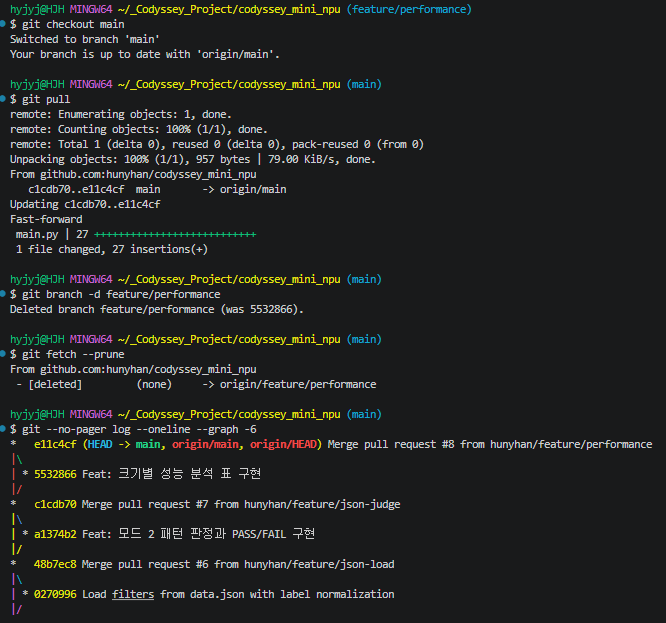 hyjyj@HJH MINGW64 ~/_Codyssey_Project/codyssey_mini_npu (feature/performance)
$ git checkout main
Switched to branch 'main'
Your branch is up to date with 'origin/main'.
hyjyj@HJH MINGW64 ~/_Codyssey_Project/codyssey_mini_npu (main)
$ git pull
remote: Enumerating objects: 1, done.
remote: Counting objects: 100% (1/1), done.
remote: Total 1 (delta 0), reused 0 (delta 0), pack-reused 0 (from 0)
Unpacking objects: 100% (1/1), 957 bytes | 79.00 KiB/s, done.
From github.com:hunyhan/codyssey_mini_npu
   c1cdb70..e11c4cf  main       -> origin/main
Updating c1cdb70..e11c4cf
Fast-forward
 main.py | 27 +++++++++++++++++++++++++++
 1 file changed, 27 insertions(+)
hyjyj@HJH MINGW64 ~/_Codyssey_Project/codyssey_mini_npu (main)
$ git branch -d feature/performance
Deleted branch feature/performance (was 5532866).
hyjyj@HJH MINGW64 ~/_Codyssey_Project/codyssey_mini_npu (main)
$ git fetch --prune
From github.com:hunyhan/codyssey_mini_npu
 - [deleted]         (none)     -> origin/feature/performance
hyjyj@HJH MINGW64 ~/_Codyssey_Project/codyssey_mini_npu (main)
$ git --no-pager log --oneline --graph -6
*   e11c4cf (HEAD -> main, origin/main, origin/HEAD) Merge pull request #8 from hunyhan/feature/performance
|\
| * 5532866 Feat: 크기별 성능 분석 표 구현
|/
*   c1cdb70 Merge pull request #7 from hunyhan/feature/json-judge
|\
| * a1374b2 Feat: 모드 2 패턴 판정과 PASS/FAIL 구현
|/
*   48b7ec8 Merge pull request #6 from hunyhan/feature/json-load
|\
| * 0270996 Load filters from data.json with label normalization
|/